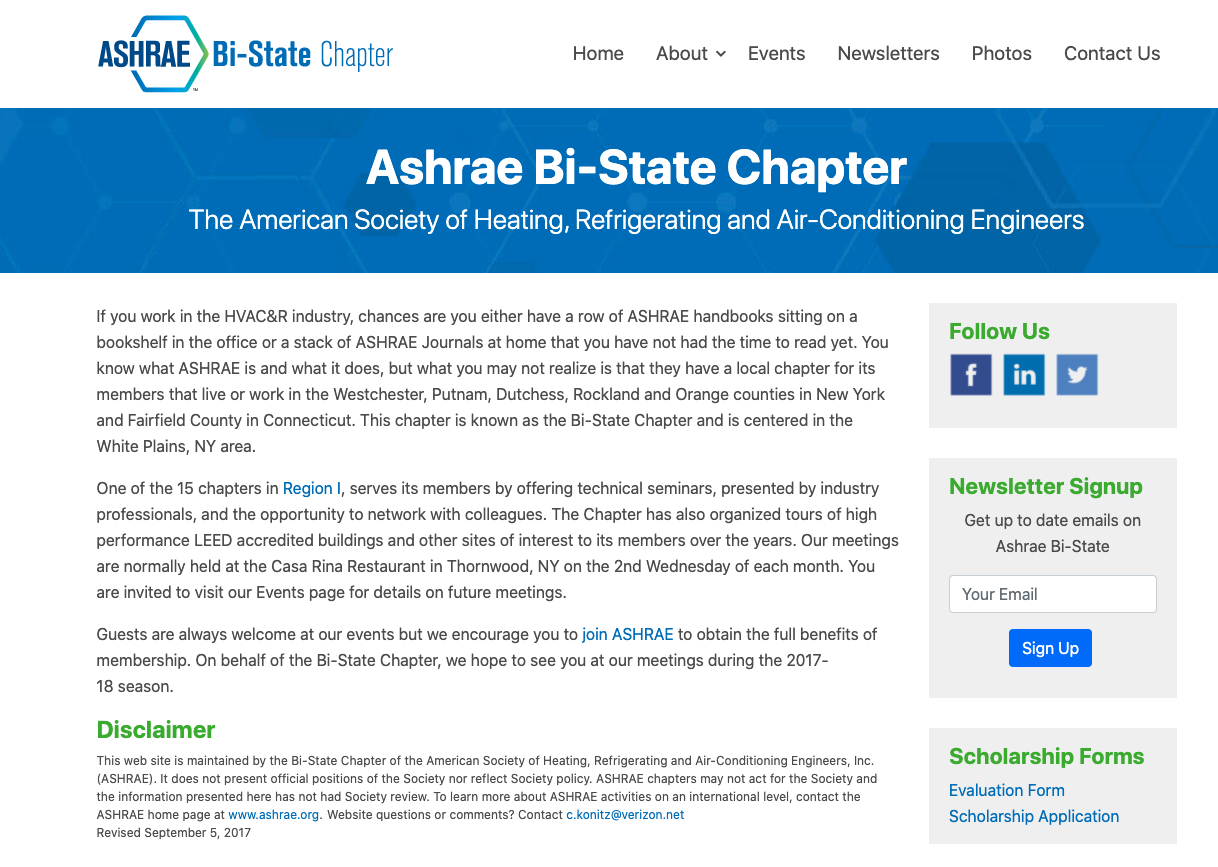 ASHRAE Bi-State Chapter
™
Home About Events Newsletters Photos Contact Us
Ashrae Bi-State Chapter
The American Society of Heating, Refrigerating and Air-Conditioning Engineers
If you work in the HVAC&R industry, chances are you either have a row of ASHRAE handbooks sitting on a
bookshelf in the office or a stack of ASHRAE Journals at home that you have not had the time to read yet. You
know what ASHRAE is and what it does, but what you may not realize is that they have a local chapter for its
members that live or work in the Westchester, Putnam, Dutchess, Rockland and Orange counties in New York
and Fairfield County in Connecticut. This chapter is known as the Bi-State Chapter and is centered in the
White Plains, NY area.
One of the 15 chapters in Region I, serves its members by offering technical seminars, presented by industry
professionals, and the opportunity to network with colleagues. The Chapter has also organized tours of high
performance LEED accredited buildings and other sites of interest to its members over the years. Our meetings
are normally held at the Casa Rina Restaurant in Thornwood, NY on the 2nd Wednesday of each month. You
are invited to visit our Events page for details on future meetings.
Guests are always welcome at our events but we encourage you to join ASHRAE to obtain the full benefits of
membership. On behalf of the Bi-State Chapter, we hope to see you at our meetings during the 2017-
18 season.
Disclaimer
This web site is maintained by the Bi-State Chapter of the American Society of Heating, Refrigerating and Air-Conditioning Engineers, Inc.
(ASHRAE). It does not present official positions of the Society nor reflect Society policy. ASHRAE chapters may not act for the Society and
the information presented here has not had Society review. To learn more about ASHRAE activities on an international level, contact the
ASHRAE home page at www.ashrae.org. Website questions or comments? Contact c.konitz@verizon.net
Revised September 5, 2017
Follow Us
f in
Newsletter Signup
Get up to date emails on
Ashrae Bi-State
Your Email
Sign Up
Scholarship Forms
Evaluation Form
Scholarship Application